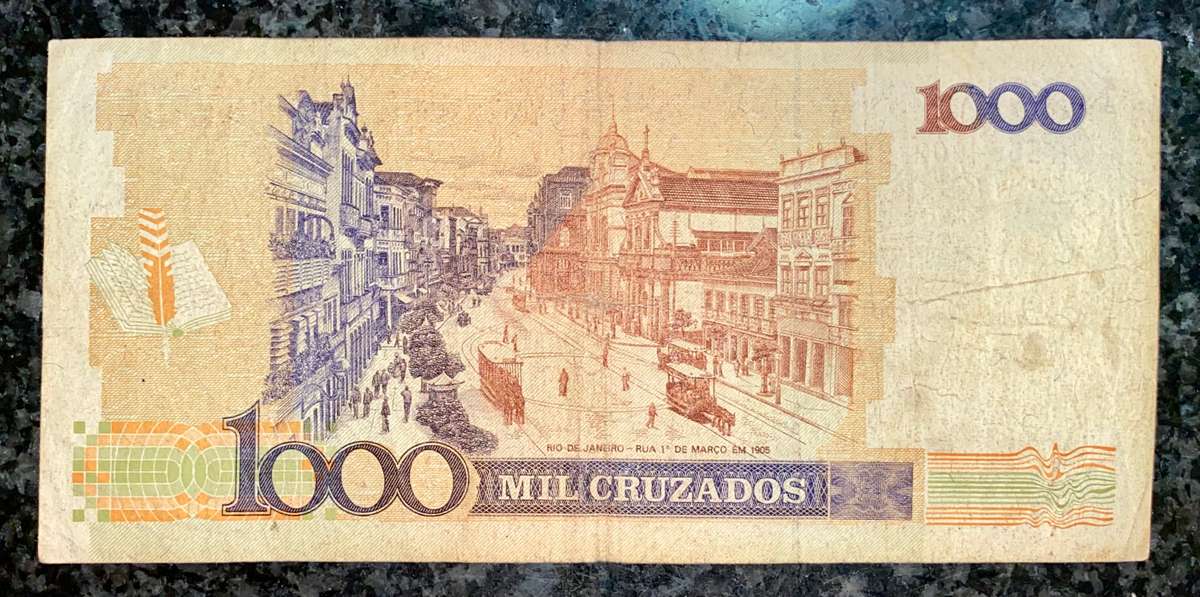 1000
RIO DE JANEIRO – RUA 1º DE MARÇO EM 1905
1000 MIL CRUZADOS